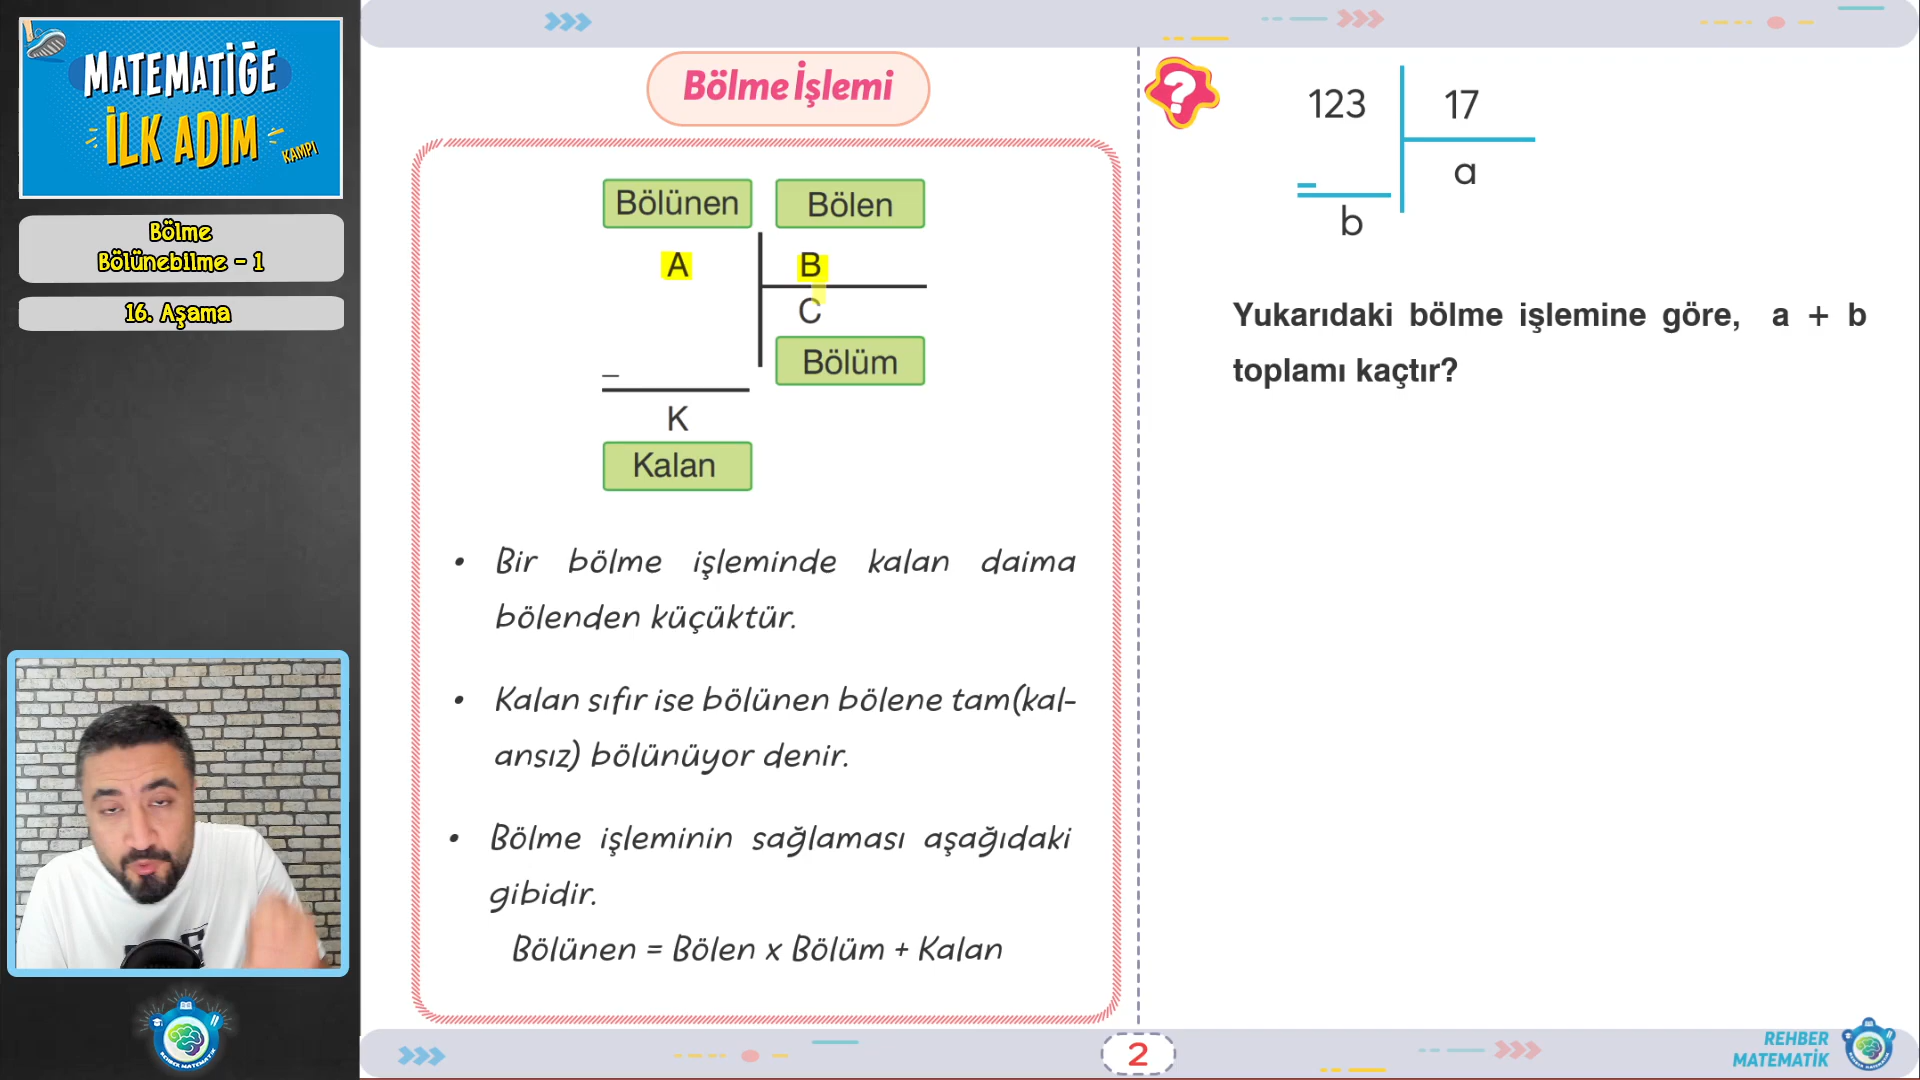 MATEMATİĞE
İLK ADIM
KAMPI
Bölme
Bölünebilme - 1
16. Aşama
Bölme İşlemi
Bölünen
Bölen
A
B
C
Bölüm
–
K
Kalan
• Bir bölme işleminde kalan daima
bölenden küçüktür.
• Kalan sıfır ise bölünen bölene tam(kal-
ansız) bölünüyor denir.
• Bölme işleminin sağlaması aşağıdaki
gibidir.
Bölünen = Bölen x Bölüm + Kalan
?
123
17
a
–
b
Yukarıdaki bölme işlemine göre, a + b
toplamı kaçtır?
2
REHBER
MATEMATİK
REHBER MATEMATİK